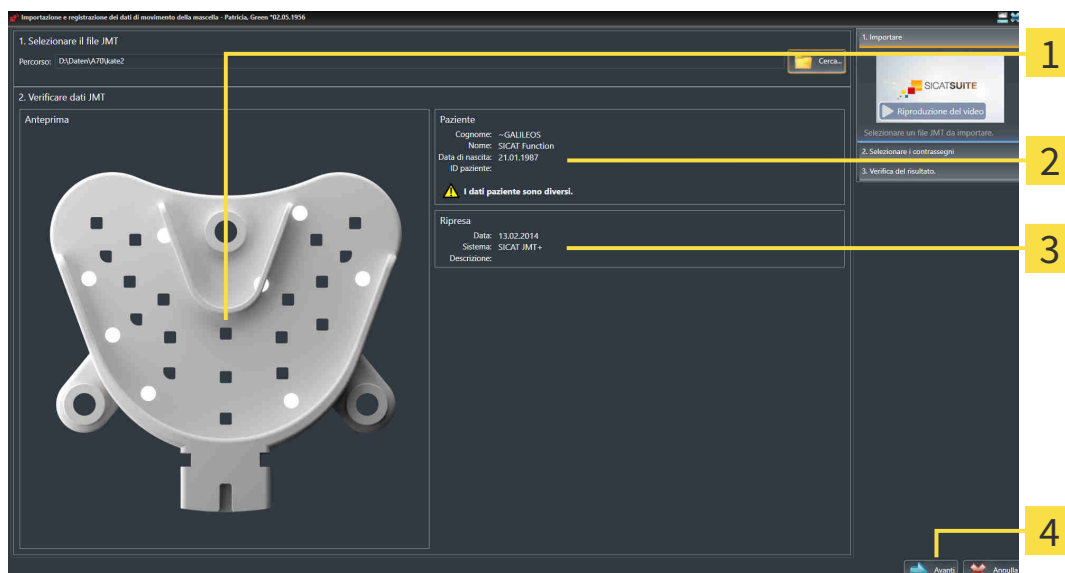 Importazione e registrazione dei dati di movimento della mascella - Patricia, Green *02.05.1956
1. Selezionare il file JMT
Percorso: D:\Daten\A70\kate2
Cerca...
2. Verificare dati JMT
Anteprima
Paziente
Cognome: ~GALILEOS
Nome: SICAT Function
Data di nascita: 21.01.1987
ID paziente:
I dati paziente sono diversi.
Ripresa
Data: 13.02.2014
Sistema: SICAT JMT+
Descrizione:
1. Importare
SICATSUITE
Riproduzione del video
Selezionare un file JMT da importare.
2. Selezionare i contrassegni
3. Verifica del risultato.
Avanti
Annulla
1
2
3
4